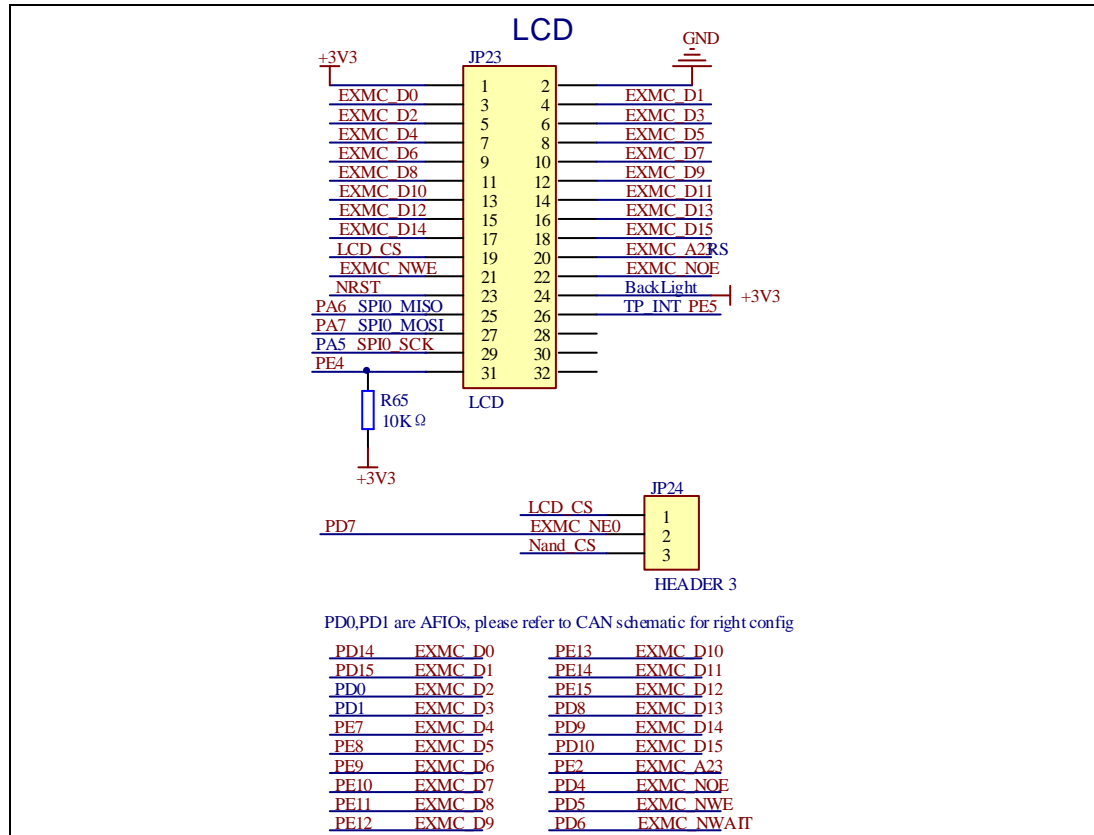 LCD
+3V3 JP23 GND
1 2
EXMC_D0 3 4 EXMC_D1
EXMC_D2 5 6 EXMC_D3
EXMC_D4 7 8 EXMC_D5
EXMC_D6 9 10 EXMC_D7
EXMC_D8 11 12 EXMC_D9
EXMC_D10 13 14 EXMC_D11
EXMC_D12 15 16 EXMC_D13
EXMC_D14 17 18 EXMC_D15
LCD_CS 19 20 EXMC_A23 RS
EXMC_NWE 21 22 EXMC_NOE
NRST 23 24 BackLight +3V3
PA6 SPI0_MISO 25 26 TP_INT PE5
PA7 SPI0_MOSI 27 28
PA5 SPI0_SCK 29 30
PE4 31 32
LCD
R65
10KΩ
+3V3
JP24
LCD_CS 1
PD7 EXMC_NE0 2
Nand_CS 3
HEADER 3
PD0,PD1 are AFIOs, please refer to CAN schematic for right config
PD14 EXMC_D0 PE13 EXMC_D10
PD15 EXMC_D1 PE14 EXMC_D11
PD0 EXMC_D2 PE15 EXMC_D12
PD1 EXMC_D3 PD8 EXMC_D13
PE7 EXMC_D4 PD9 EXMC_D14
PE8 EXMC_D5 PD10 EXMC_D15
PE9 EXMC_D6 PE2 EXMC_A23
PE10 EXMC_D7 PD4 EXMC_NOE
PE11 EXMC_D8 PD5 EXMC_NWE
PE12 EXMC_D9 PD6 EXMC_NWAIT